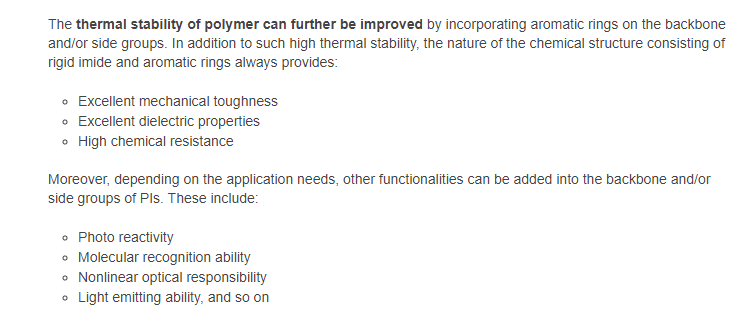 The thermal stability of polymer can further be improved by incorporating aromatic rings on the backbone
and/or side groups. In addition to such high thermal stability, the nature of the chemical structure consisting of
rigid imide and aromatic rings always provides:
Excellent mechanical toughness
Excellent dielectric properties
High chemical resistance
Moreover, depending on the application needs, other functionalities can be added into the backbone and/or
side groups of PIs. These include:
Photo reactivity
Molecular recognition ability
Nonlinear optical responsibility
Light emitting ability, and so on